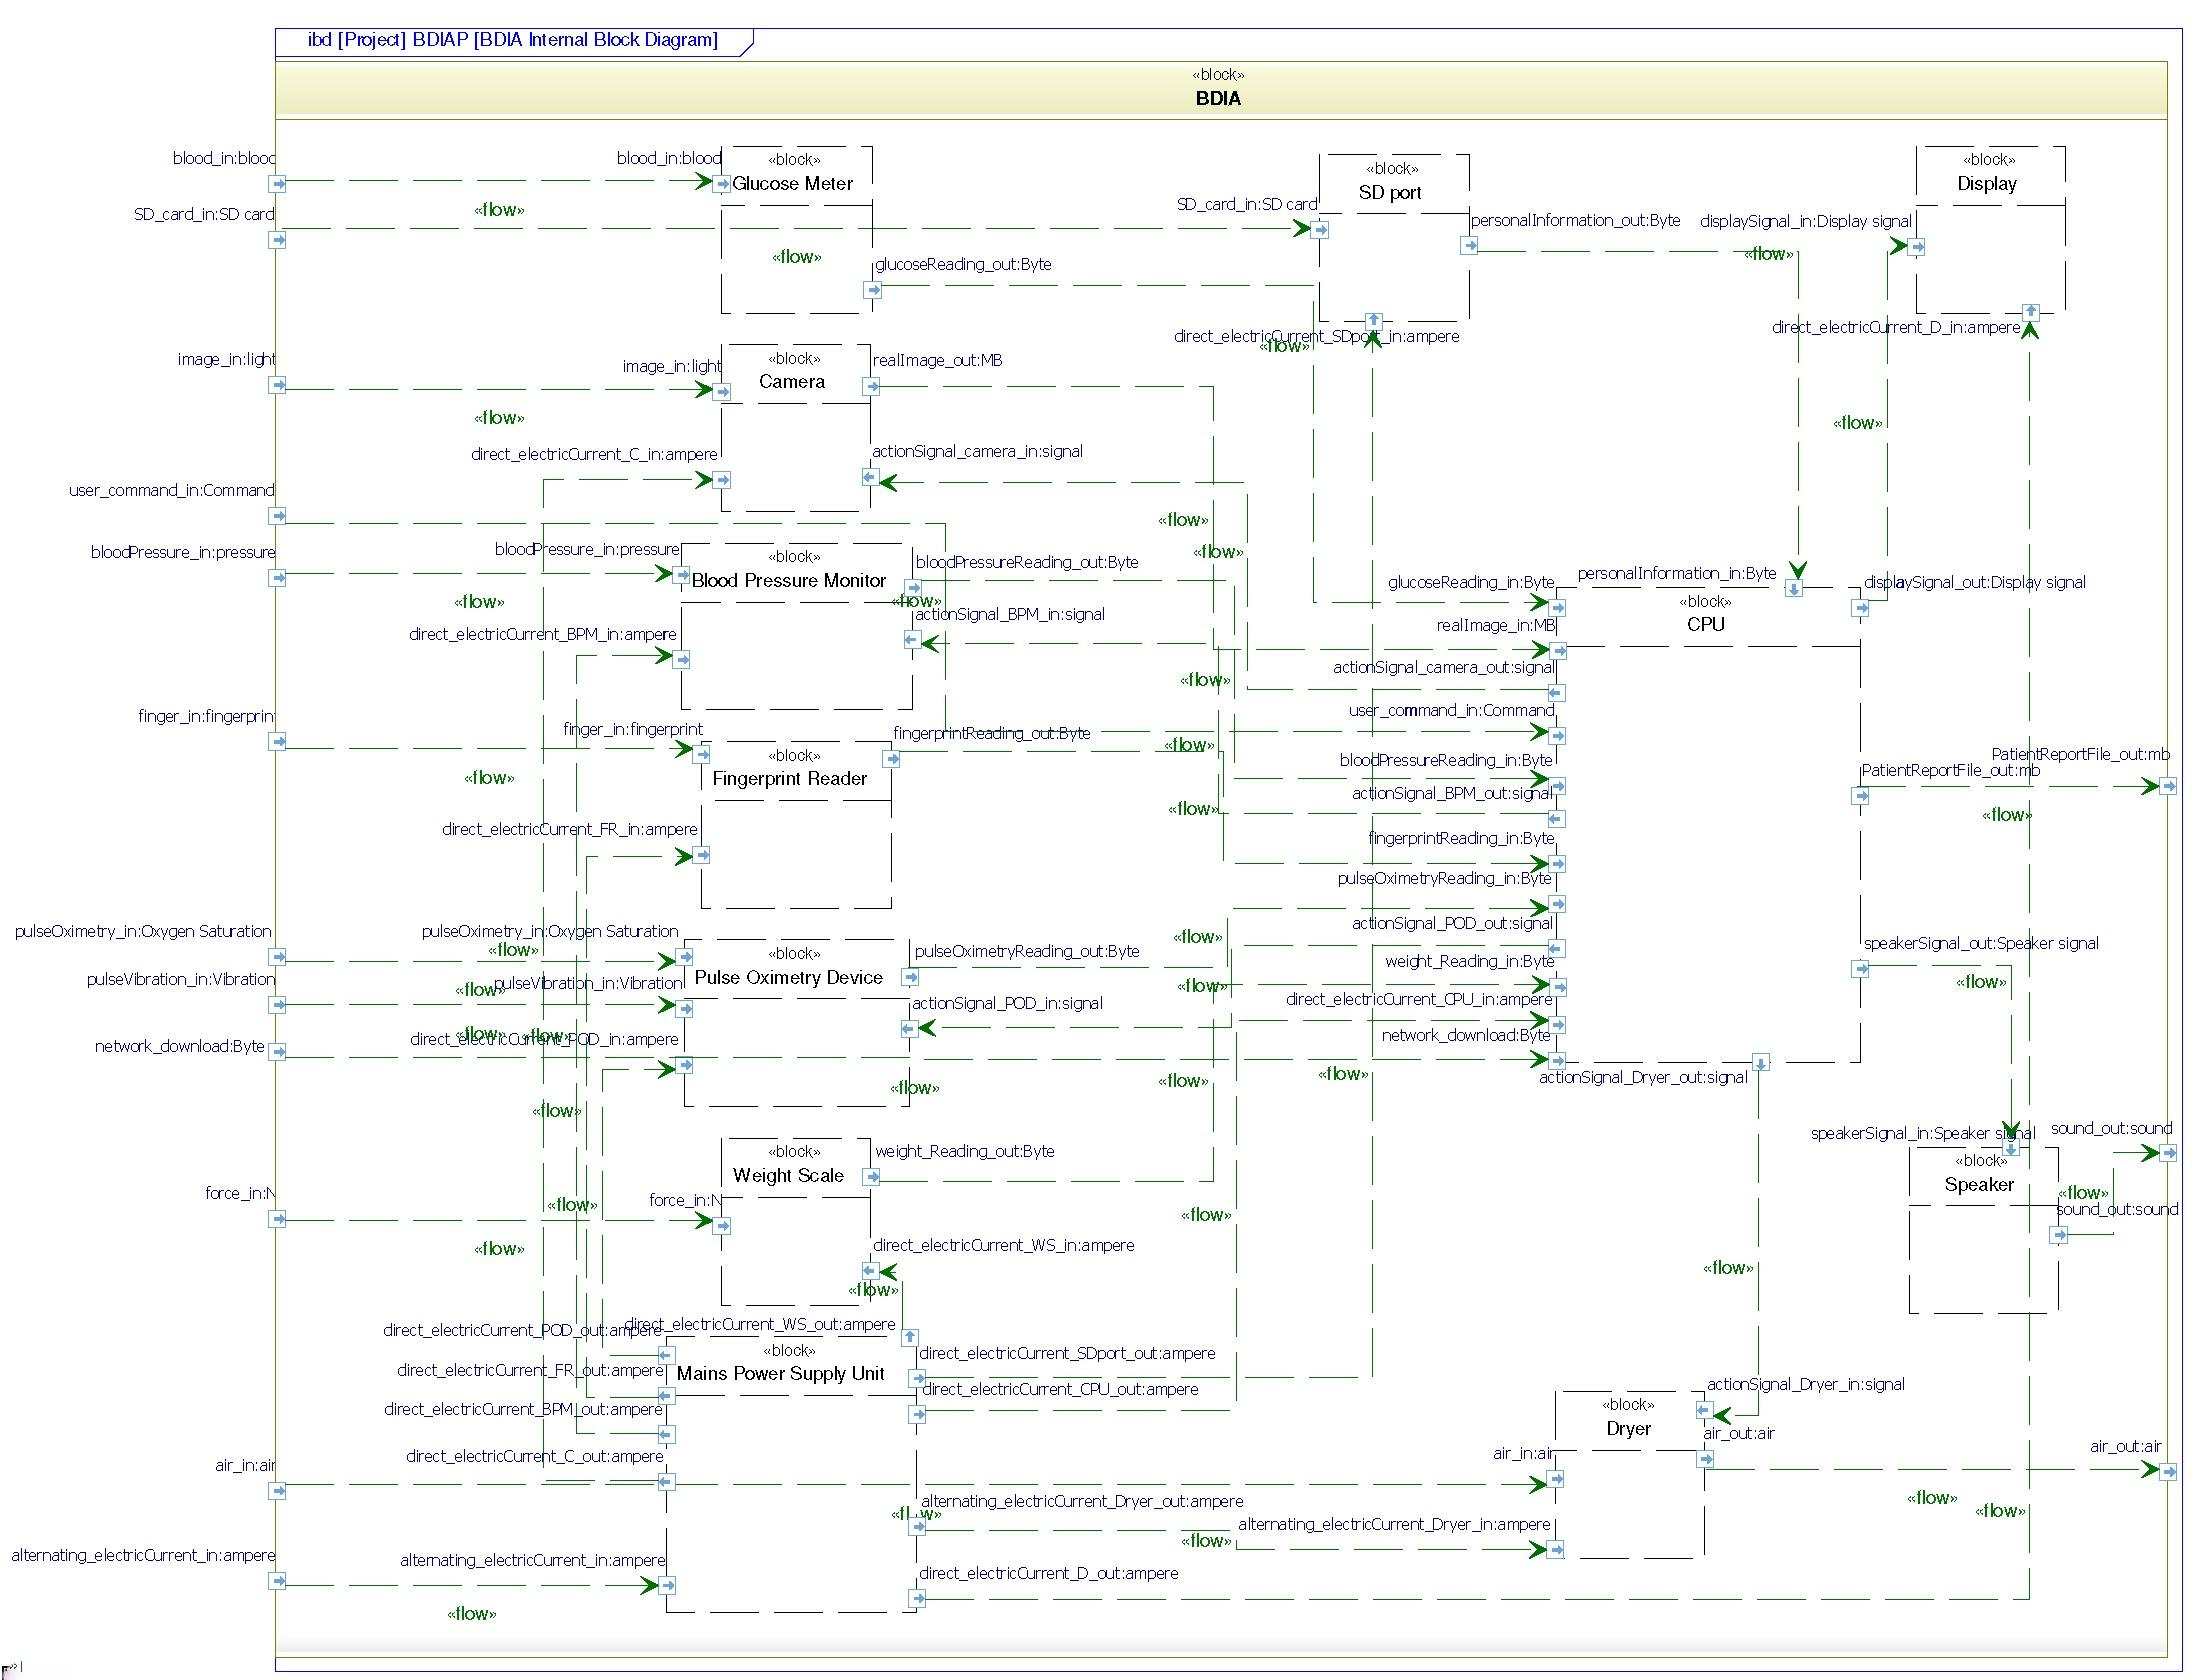 ibd [Project] BDIAP [BDIA Internal Block Diagram]
«block»
BDIA
blood_in:blood
blood_in:blood
«block»
Glucose Meter
«flow»
SD_card_in:SD card
SD_card_in:SD card
«flow»
glucoseReading_out:Byte
«block»
SD port
personalInformation_out:Byte
«flow»
direct_electricCurrent_SDport_in:ampere
«flow»
«block»
Display
displaySignal_in:Display signal
direct_electricCurrent_D_in:ampere
«flow»
image_in:light
image_in:light
«flow»
«block»
Camera
realImage_out:MB
direct_electricCurrent_C_in:ampere
actionSignal_camera_in:signal
user_command_in:Command
«flow»
«flow»
bloodPressure_in:pressure
bloodPressure_in:pressure
«flow»
«block»
Blood Pressure Monitor
bloodPressureReading_out:Byte
«flow»
actionSignal_BPM_in:signal
direct_electricCurrent_BPM_in:ampere
«flow»
glucoseReading_in:Byte
personalInformation_in:Byte
displaySignal_out:Display signal
«block»
CPU
realImage_in:MB
actionSignal_camera_out:signal
user_command_in:Command
bloodPressureReading_in:Byte
actionSignal_BPM_out:signal
fingerprintReading_in:Byte
pulseOximetryReading_in:Byte
actionSignal_POD_out:signal
weight_Reading_in:Byte
direct_electricCurrent_CPU_in:ampere
network_download:Byte
actionSignal_Dryer_out:signal
PatientReportFile_out:mb
PatientReportFile_out:mb
«flow»
speakerSignal_out:Speaker signal
«flow»
finger_in:fingerprint
finger_in:fingerprint
«flow»
«block»
Fingerprint Reader
fingerprintReading_out:Byte
«flow»
«flow»
direct_electricCurrent_FR_in:ampere
pulseOximetry_in:Oxygen Saturation
pulseOximetry_in:Oxygen Saturation
«flow»
«block»
Pulse Oximetry Device
pulseOximetryReading_out:Byte
«flow»
pulseVibration_in:Vibration
pulseVibration_in:Vibration
«flow»
«flow»
actionSignal_POD_in:signal
network_download:Byte
«flow»
«flow»
direct_electricCurrent_POD_in:ampere
«flow»
«flow»
«flow»
«flow»
«block»
Weight Scale
weight_Reading_out:Byte
force_in:N
force_in:N
«flow»
«flow»
«flow»
direct_electricCurrent_WS_in:ampere
«flow»
speakerSignal_in:Speaker signal
«block»
Speaker
sound_out:sound
«flow»
sound_out:sound
«flow»
direct_electricCurrent_POD_out:ampere
direct_electricCurrent_WS_out:ampere
«block»
Mains Power Supply Unit
direct_electricCurrent_SDport_out:ampere
direct_electricCurrent_FR_out:ampere
direct_electricCurrent_CPU_out:ampere
direct_electricCurrent_BPM_out:ampere
direct_electricCurrent_C_out:ampere
actionSignal_Dryer_in:signal
«block»
Dryer
air_out:air
air_out:air
air_in:air
air_in:air
«flow»
«flow»
«flow»
alternating_electricCurrent_Dryer_out:ampere
alternating_electricCurrent_Dryer_in:ampere
«flow»
alternating_electricCurrent_in:ampere
alternating_electricCurrent_in:ampere
direct_electricCurrent_D_out:ampere
«flow»